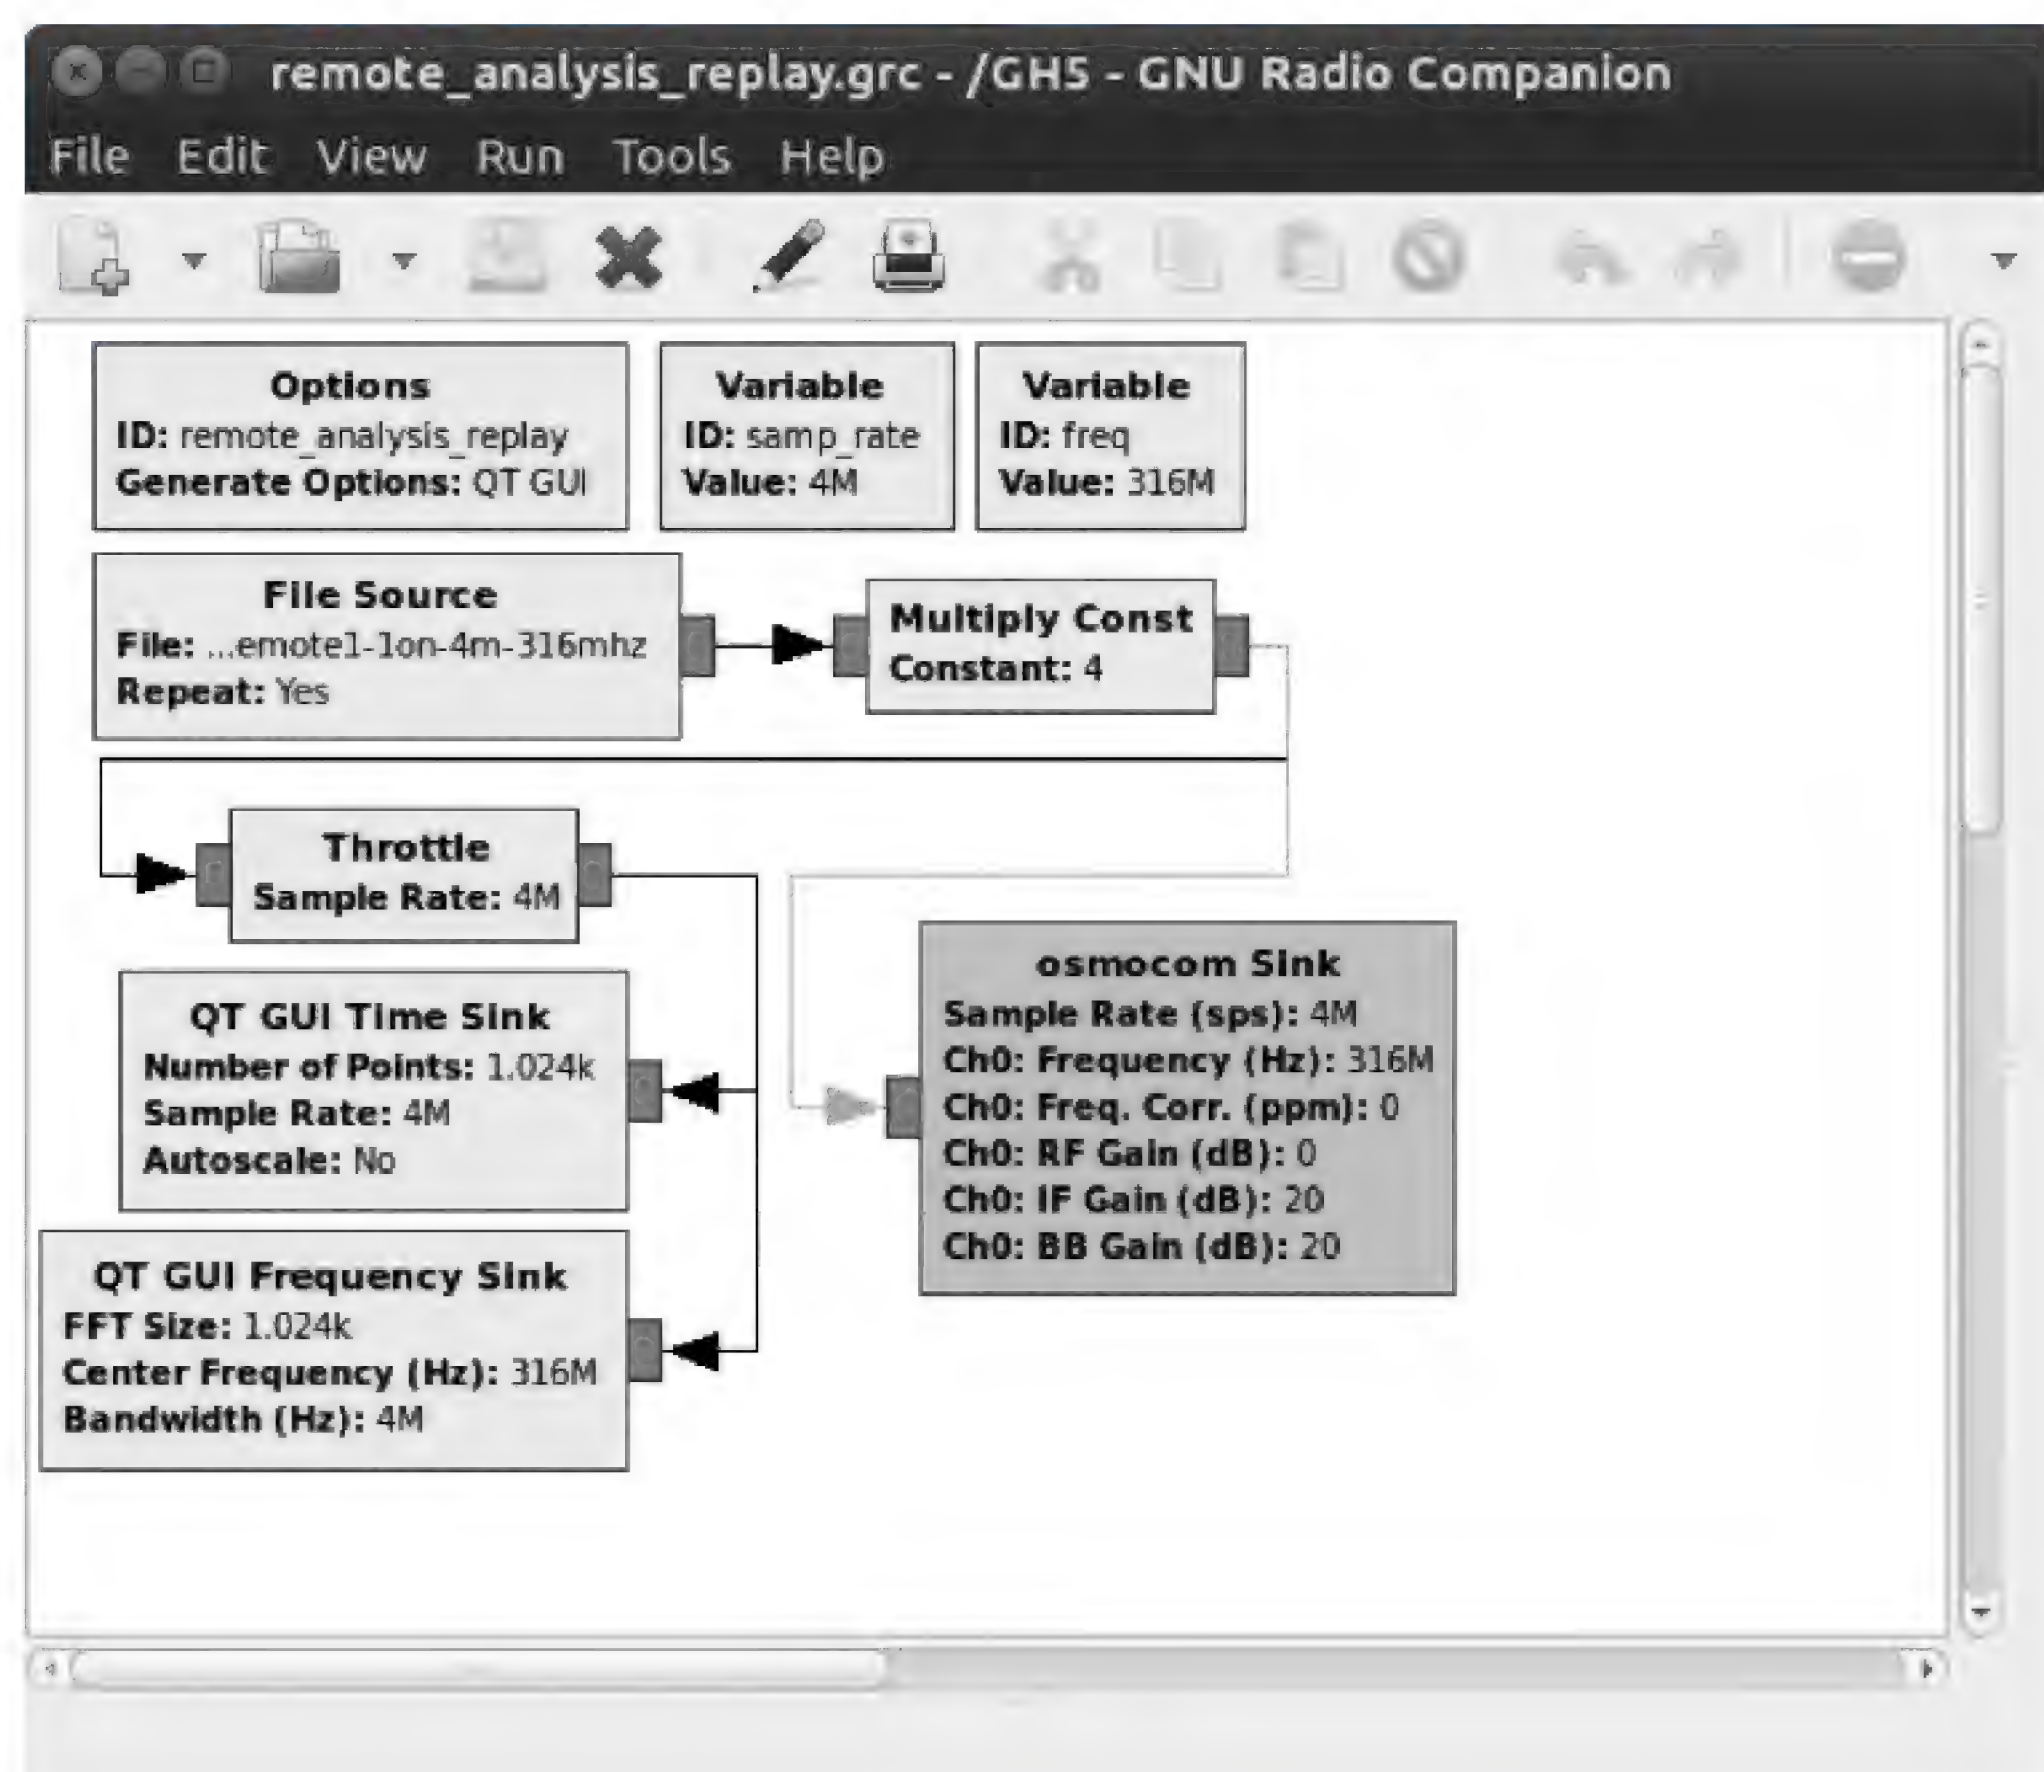 remote_analysis_replay.grc - /GH5 - GNU Radio Companion
File Edit View Run Tools Help
Options
ID: remote_analysis_replay
Generate Options: QT GUI
Variable
ID: samp_rate
Value: 4M
Variable
ID: freq
Value: 316M
File Source
File: ...emote1-1on-4m-316mhz
Repeat: Yes
Multiply Const
Constant: 4
Throttle
Sample Rate: 4M
QT GUI Time Sink
Number of Points: 1.024k
Sample Rate: 4M
Autoscale: No
osmocom Sink
Sample Rate (sps): 4M
Ch0: Frequency (Hz): 316M
Ch0: Freq. Corr. (ppm): 0
Ch0: RF Gain (dB): 0
Ch0: IF Gain (dB): 20
Ch0: BB Gain (dB): 20
QT GUI Frequency Sink
FFT Size: 1.024k
Center Frequency (Hz): 316M
Bandwidth (Hz): 4M